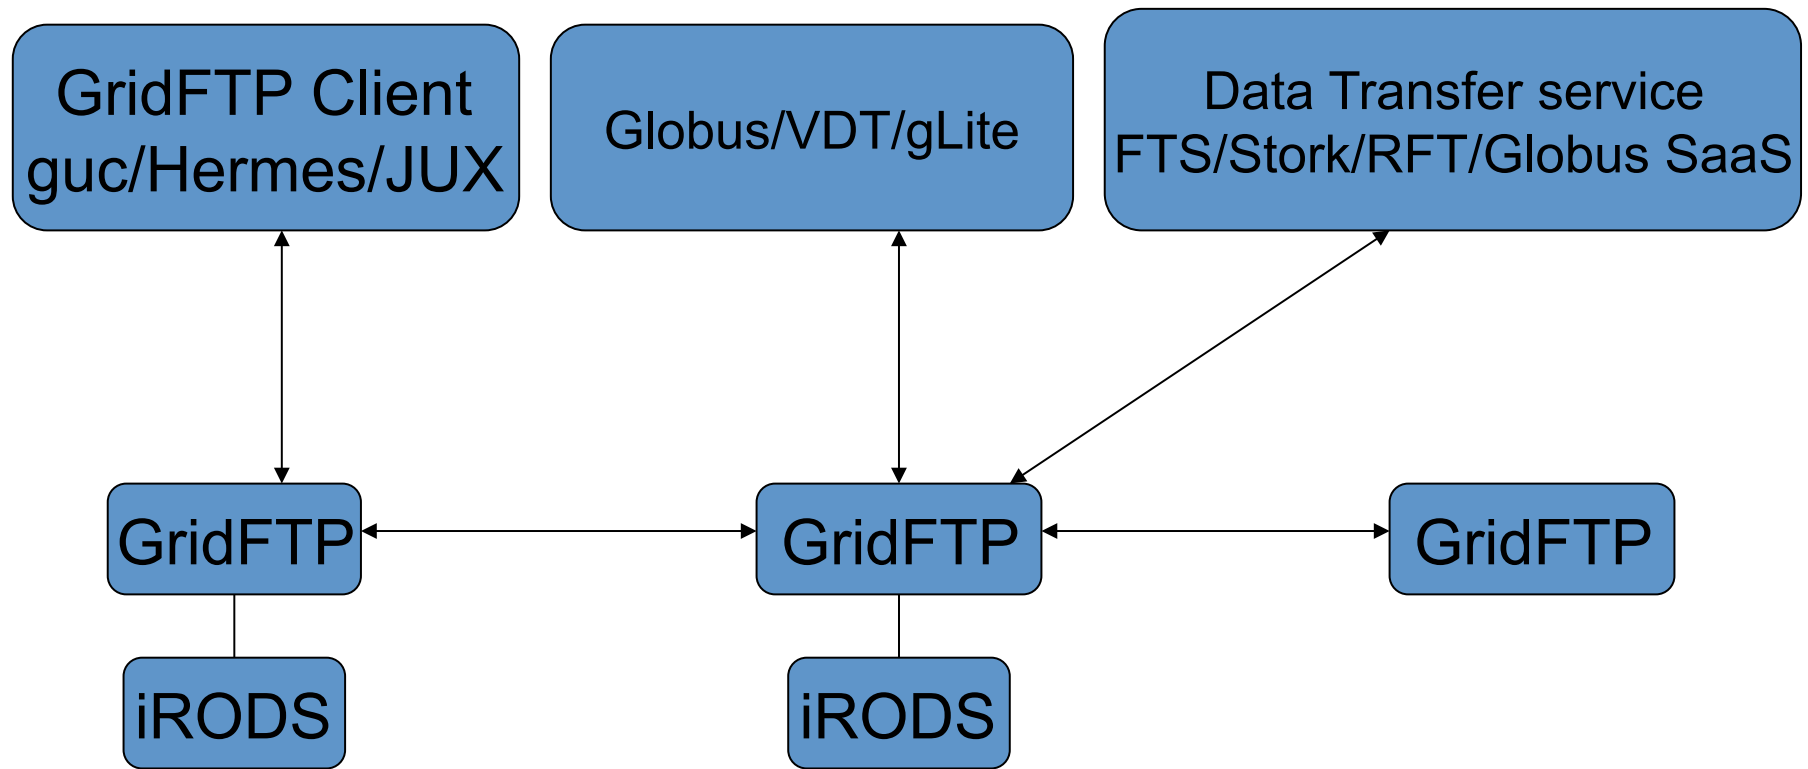 GridFTP Client
guc/Hermes/JUX
Globus/VDT/gLite
Data Transfer service
FTS/Stork/RFT/Globus SaaS
GridFTP
GridFTP
GridFTP
iRODS
iRODS